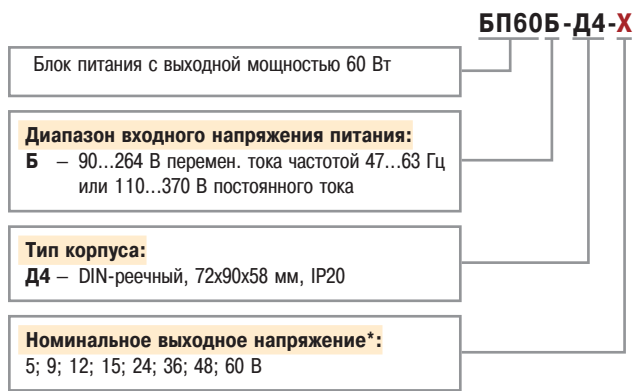 БП60Б-Д4-Х
Блок питания с выходной мощностью 60 Вт
Диапазон входного напряжения питания:
Б – 90...264 В перемен. тока частотой 47...63 Гц
или 110...370 В постоянного тока
Тип корпуса:
Д4 – DIN-реечный, 72х90х58 мм, IP20
Номинальное выходное напряжение*:
5; 9; 12; 15; 24; 36; 48; 60 В